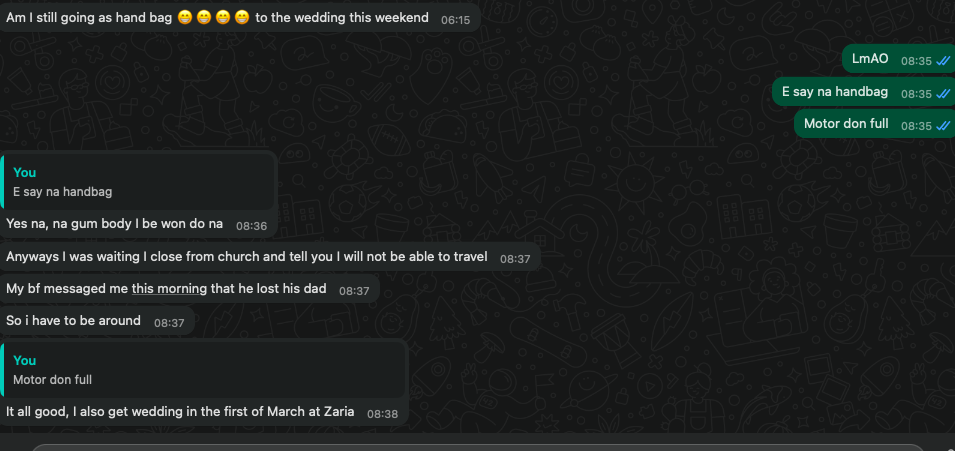 Am I still going as hand bag 😁😁😁😁 to the wedding this weekend 06:15
LmAO 08:35
E say na handbag 08:35
Motor don full 08:35
You
E say na handbag
Yes na, na gum body I be won do na 08:36
Anyways I was waiting I close from church and tell you I will not be able to travel 08:37
My bf messaged me this morning that he lost his dad 08:37
So i have to be around 08:37
You
Motor don full
It all good, I also get wedding in the first of March at Zaria 08:38